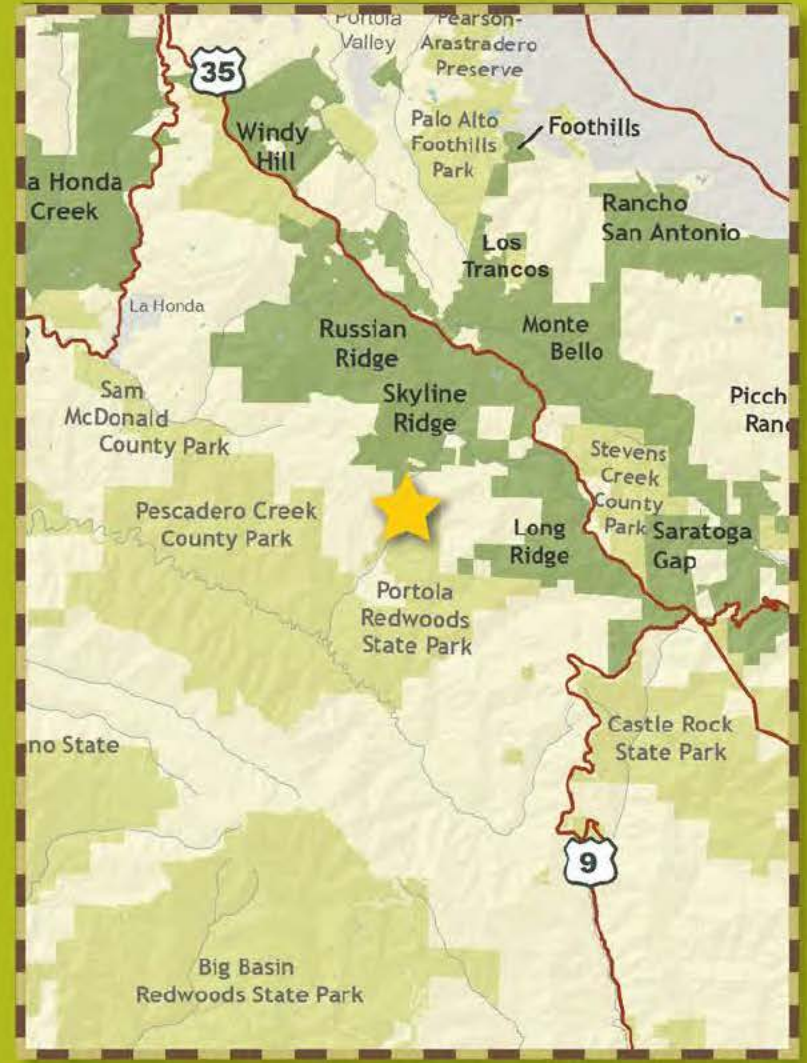 Portola
Valley
Pearson-
Arastradero
Preserve
35
Windy
Hill
Palo Alto
Foothills
Park
Foothills
a Honda
Creek
Rancho
San Antonio
Los
Trancos
La Honda
Russian
Ridge
Monte
Bello
Skyline
Ridge
Sam
McDonald
County Park
Picch
Ranc
Stevens
Creek
County
Park
Pescadero Creek
County Park
Long
Ridge
Saratoga
Gap
Portola
Redwoods
State Park
no State
Castle Rock
State Park
9
Big Basin
Redwoods State Park